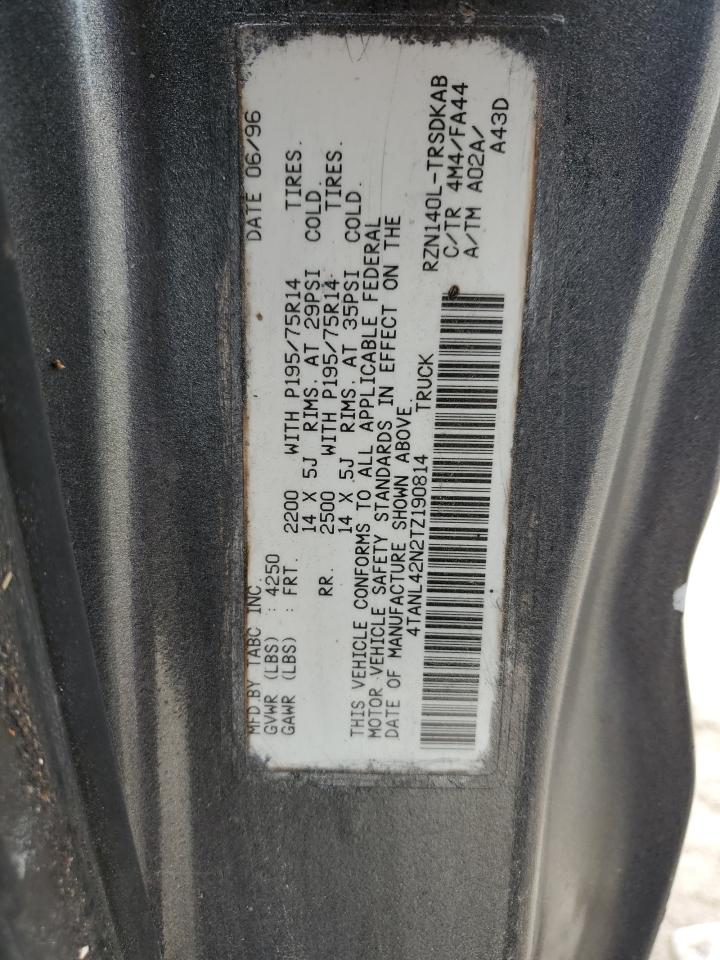 MFD.BY TABC INC. DATE 06/96
GVWR (LBS) : 4250
GAWR (LBS) : FRT. 2200 WITH P195/75R14 TIRES.
14 X 5J RIMS. AT 29PSI COLD.
RR. 2500 WITH P195/75R14 TIRES.
14 X 5J RIMS. AT 35PSI COLD.
THIS VEHICLE CONFORMS TO ALL APPLICABLE FEDERAL
MOTOR VEHICLE SAFETY STANDARDS IN EFFECT ON THE
DATE OF MANUFACTURE SHOWN ABOVE.
4TANL42N2TZ190814 TRUCK
RZN140L-TRSDKAB
C/TR 4M4/FA44
A/TM A02A/
A43D